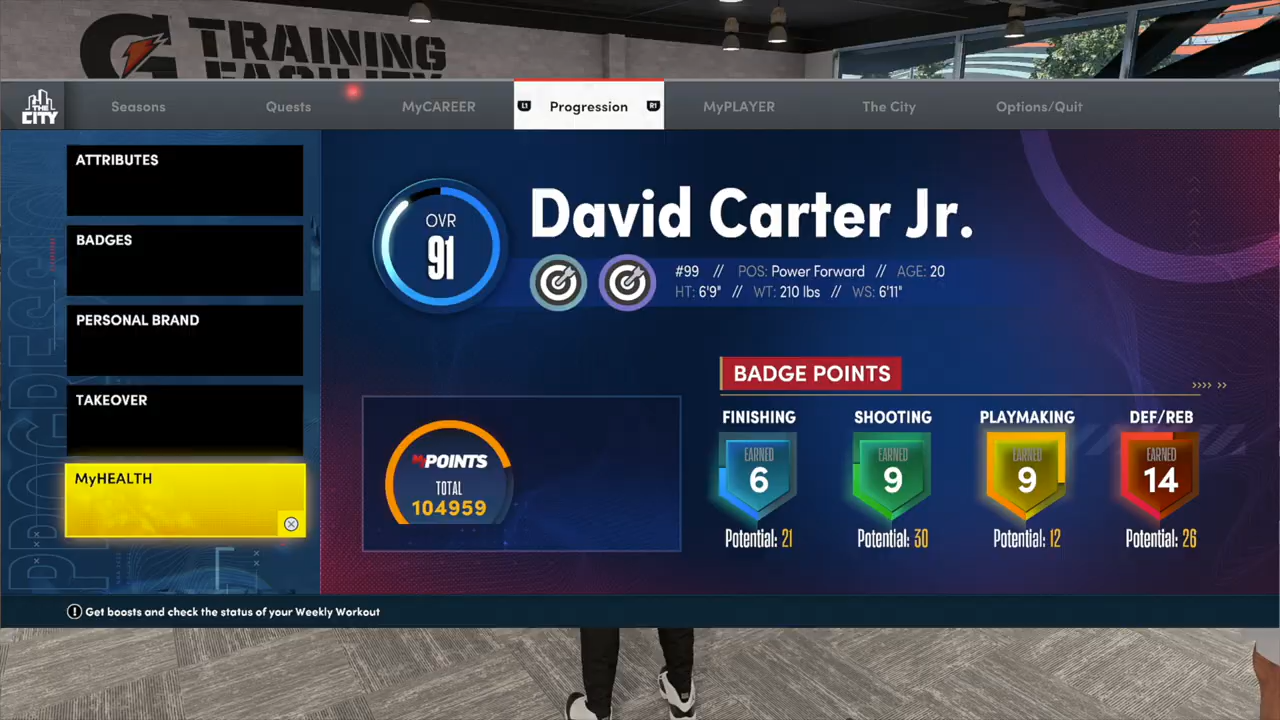 TRAINING
FACILITY
THE CITY
Seasons
Quests
MyCAREER
L1 Progression R1
MyPLAYER
The City
Options/Quit
ATTRIBUTES
BADGES
PERSONAL BRAND
TAKEOVER
MyHEALTH
OVR
91
David Carter Jr.
#99 // POS: Power Forward // AGE: 20
HT: 6'9" // WT: 210 lbs // WS: 6'11"
MyPOINTS
TOTAL
104959
BADGE POINTS
FINISHING
EARNED
6
Potential: 21
SHOOTING
EARNED
9
Potential: 30
PLAYMAKING
EARNED
9
Potential: 12
DEF/REB
EARNED
14
Potential: 26
Get boosts and check the status of your Weekly Workout